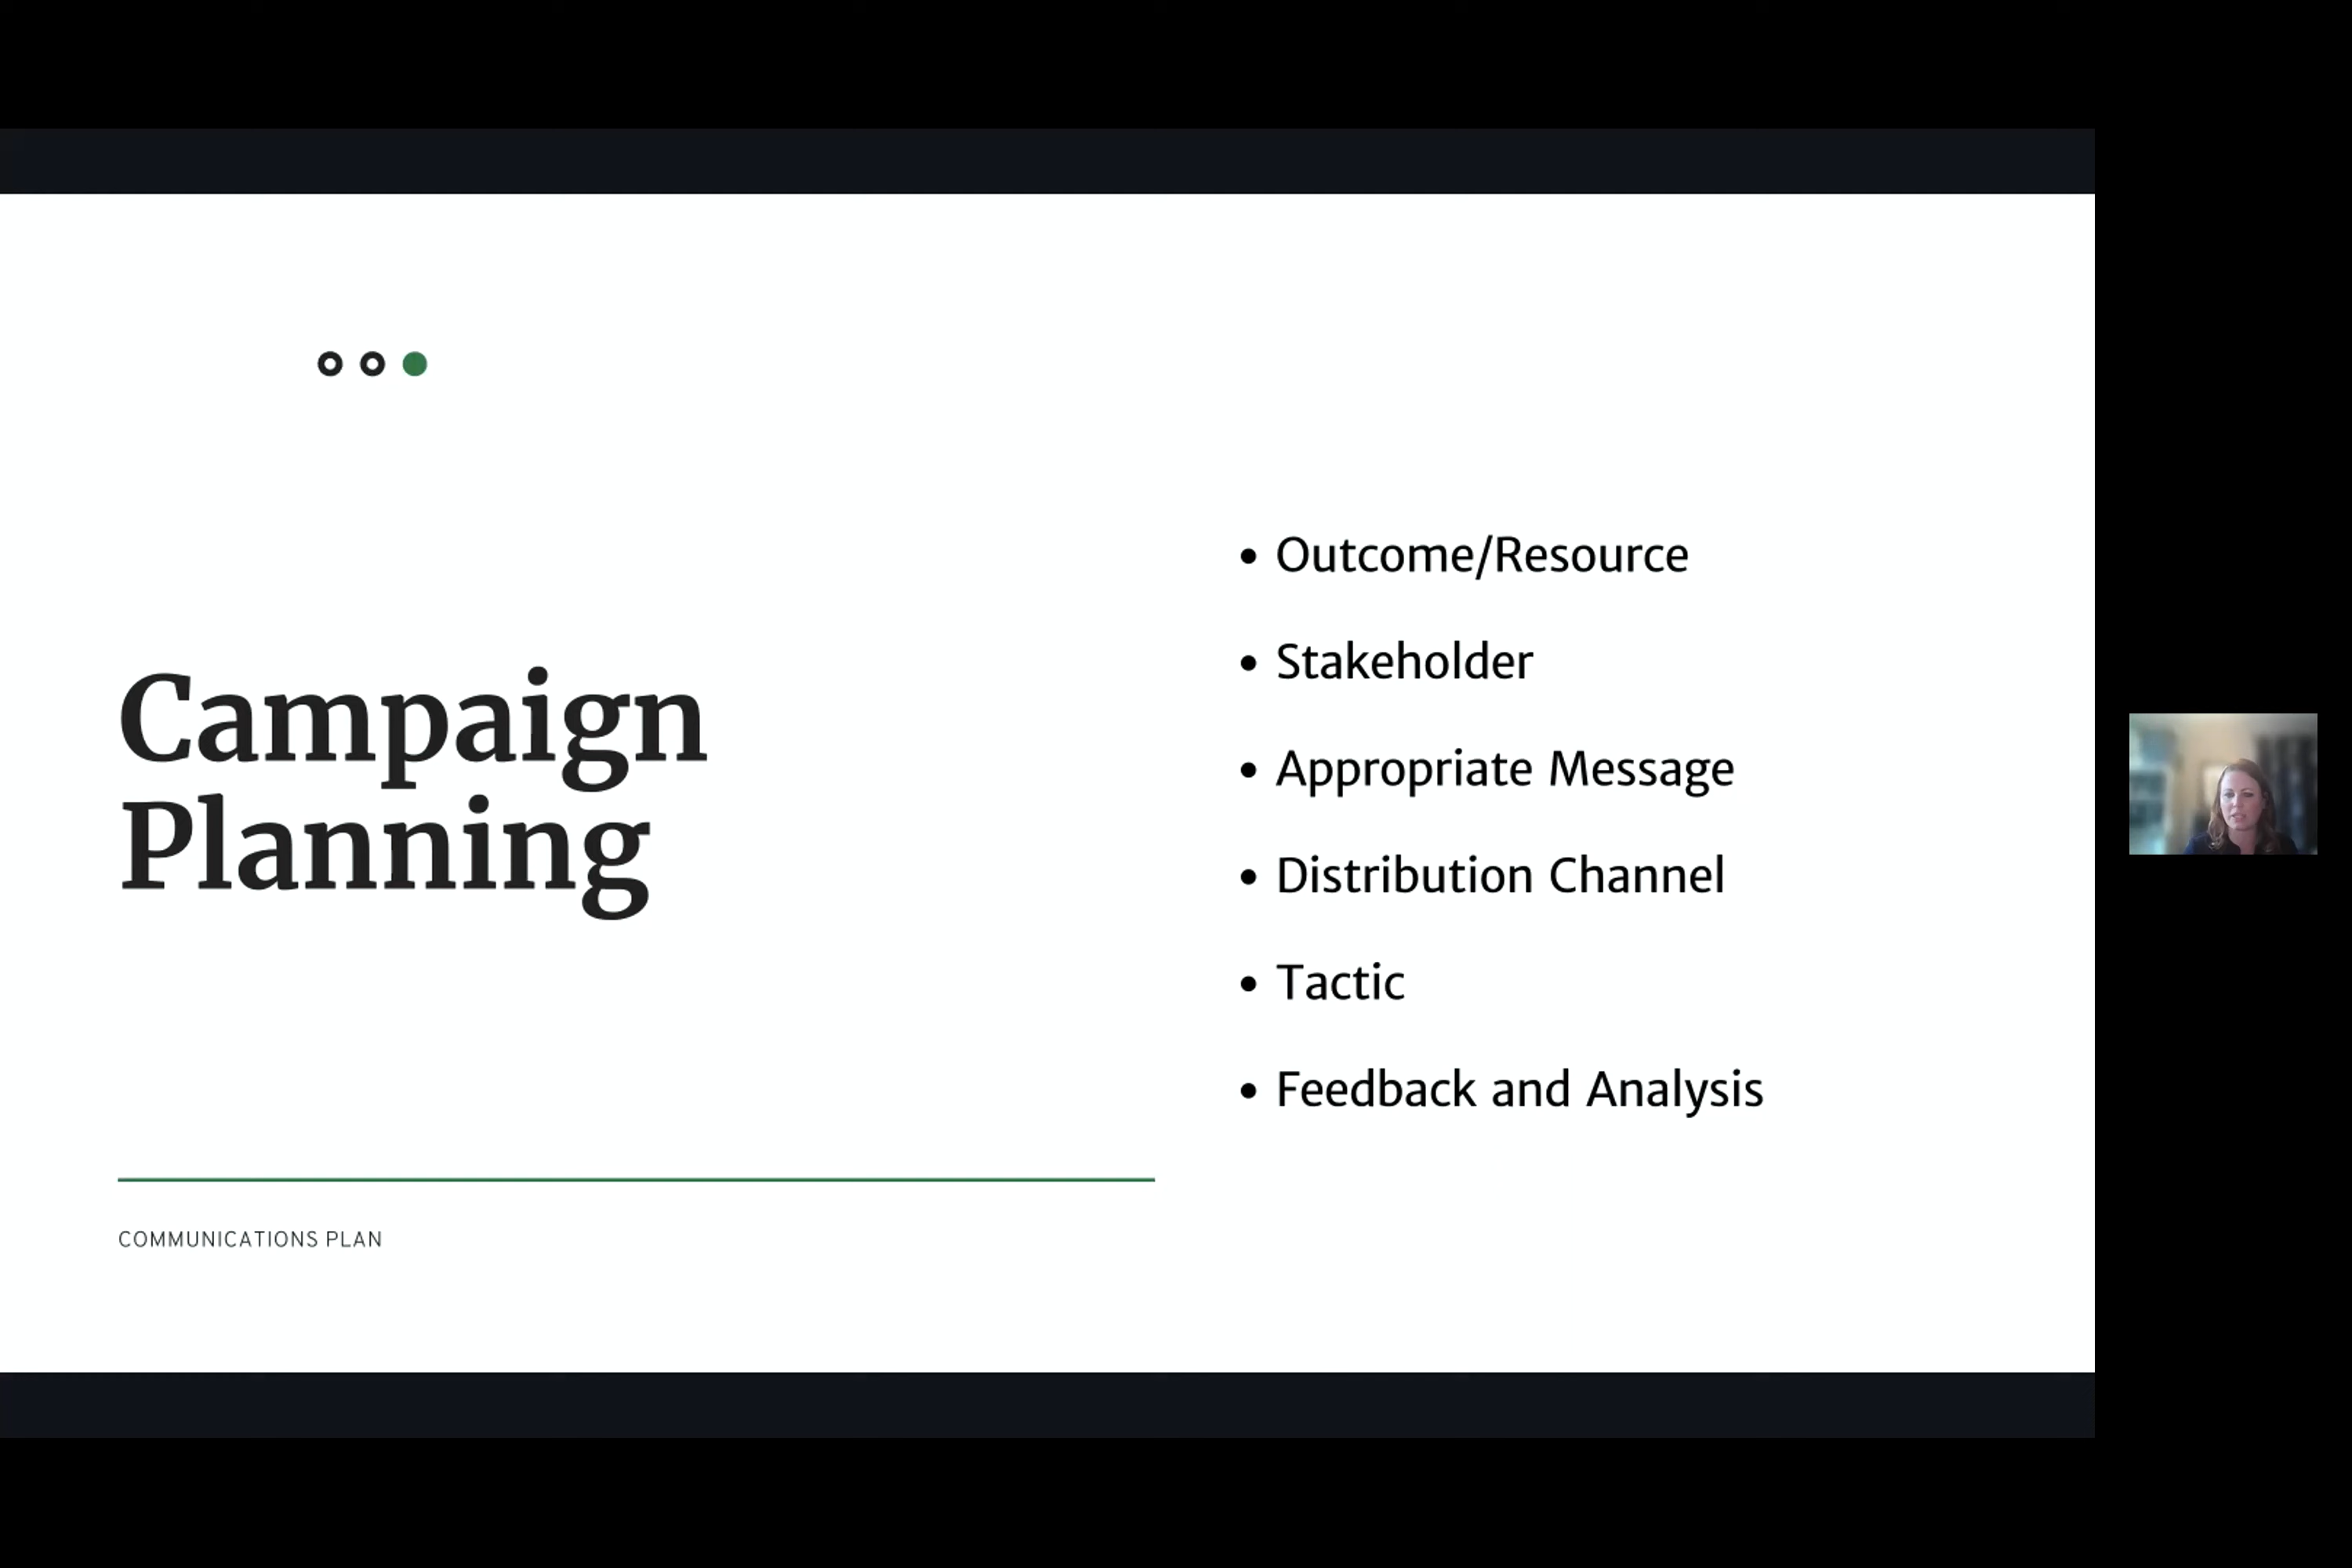 Campaign
Planning
COMMUNICATIONS PLAN
• Outcome/Resource
• Stakeholder
• Appropriate Message
• Distribution Channel
• Tactic
• Feedback and Analysis